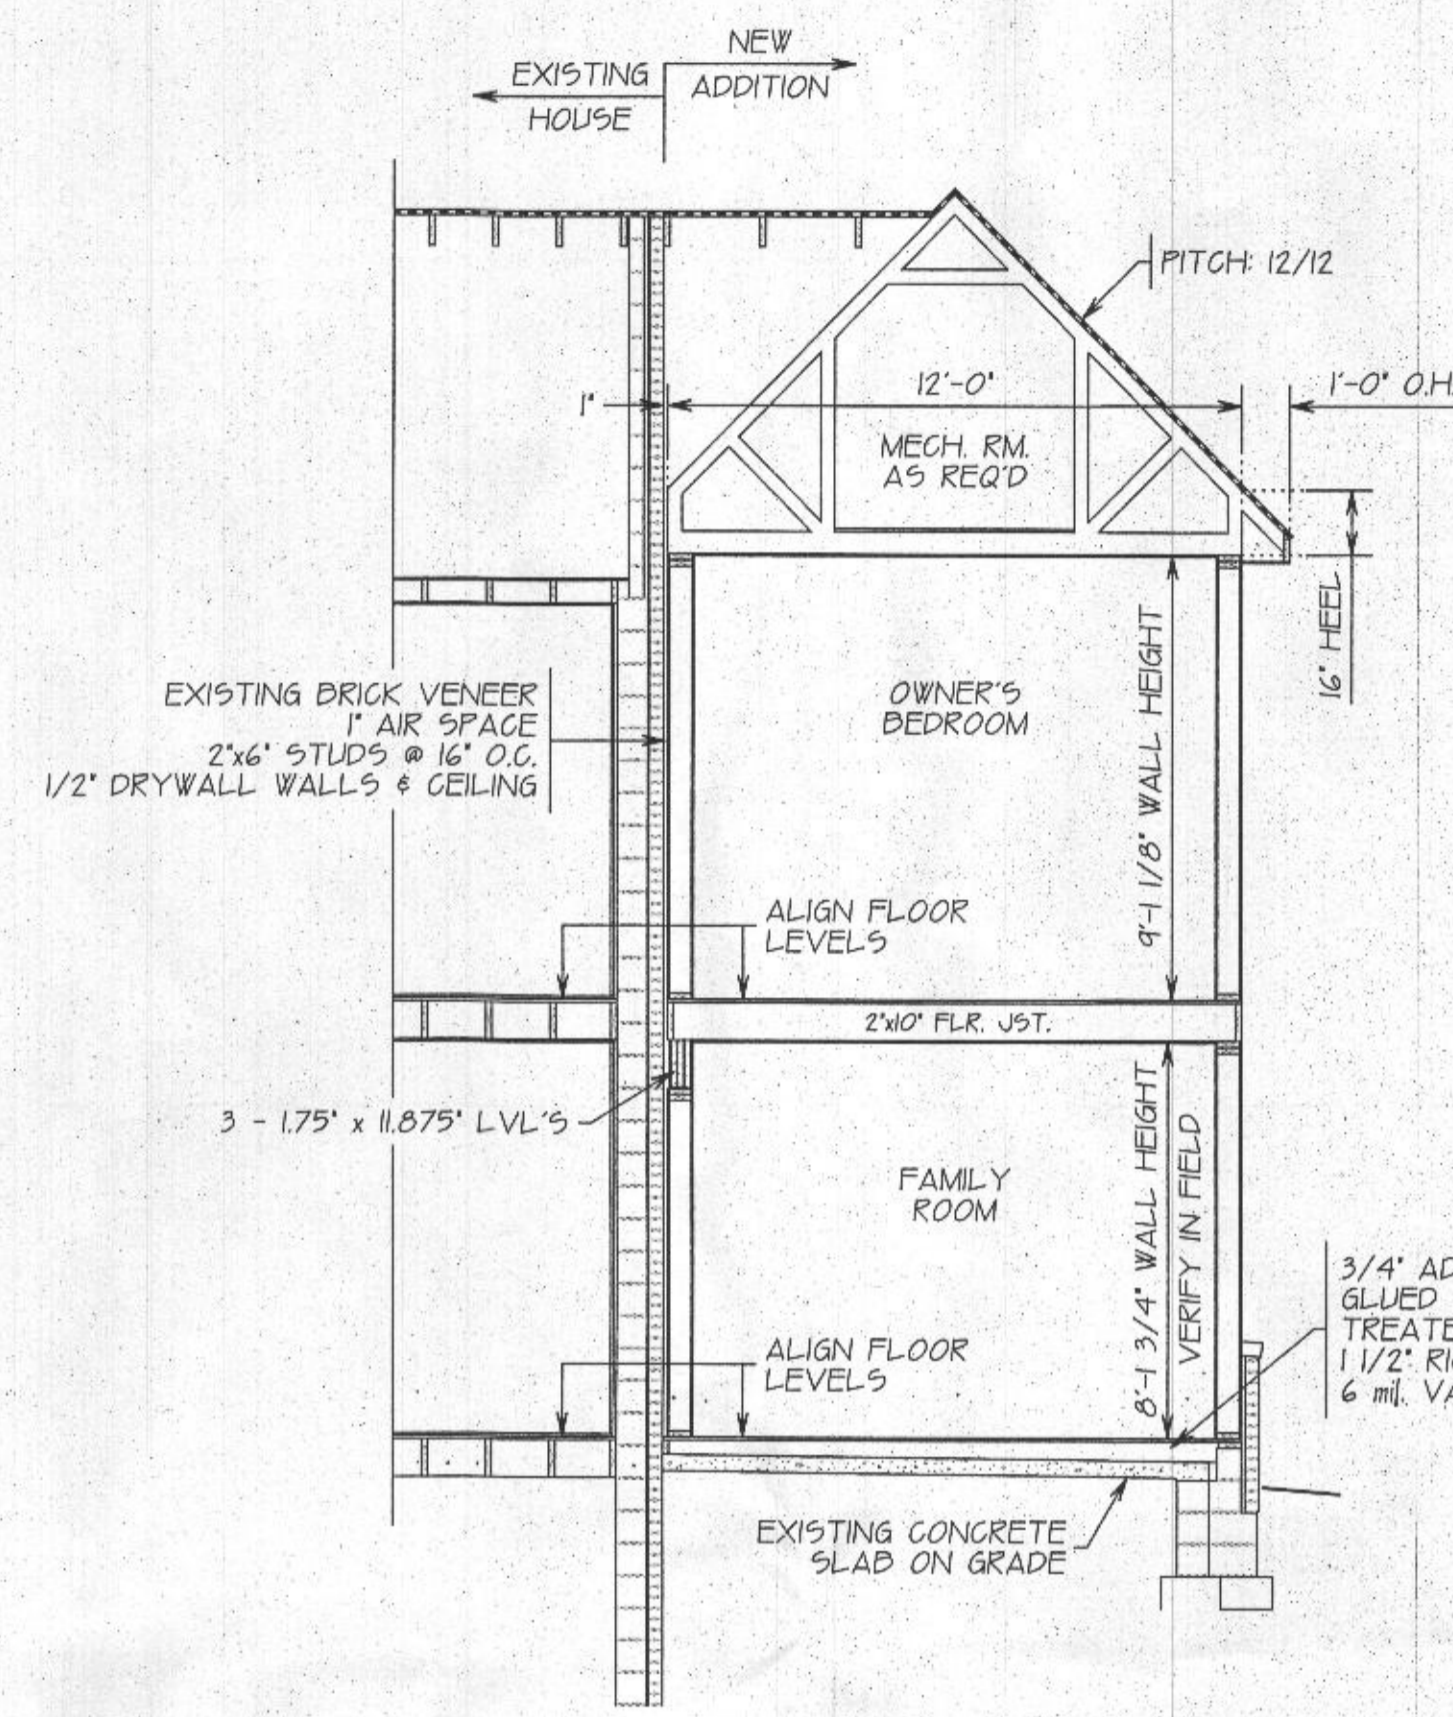 NEW
ADDITION
EXISTING
HOUSE
PITCH: 12/12
1"
12'-0"
1'-0" O.H.
MECH. RM.
AS REQ'D
16" HEEL
EXISTING BRICK VENEER
1" AIR SPACE
2"x6" STUDS @ 16" O.C.
1/2" DRYWALL WALLS & CEILING
OWNER'S
BEDROOM
9'-1 1/8" WALL HEIGHT
ALIGN FLOOR
LEVELS
2"x10" FLR. JST.
3 - 1.75" x 11.875" LVL'S
FAMILY
ROOM
8'-1 3/4" WALL HEIGHT
VERIFY IN FIELD
3/4"
GLUED
1 1/2"
6 mil.
ALIGN FLOOR
LEVELS
EXISTING CONCRETE
SLAB ON GRADE